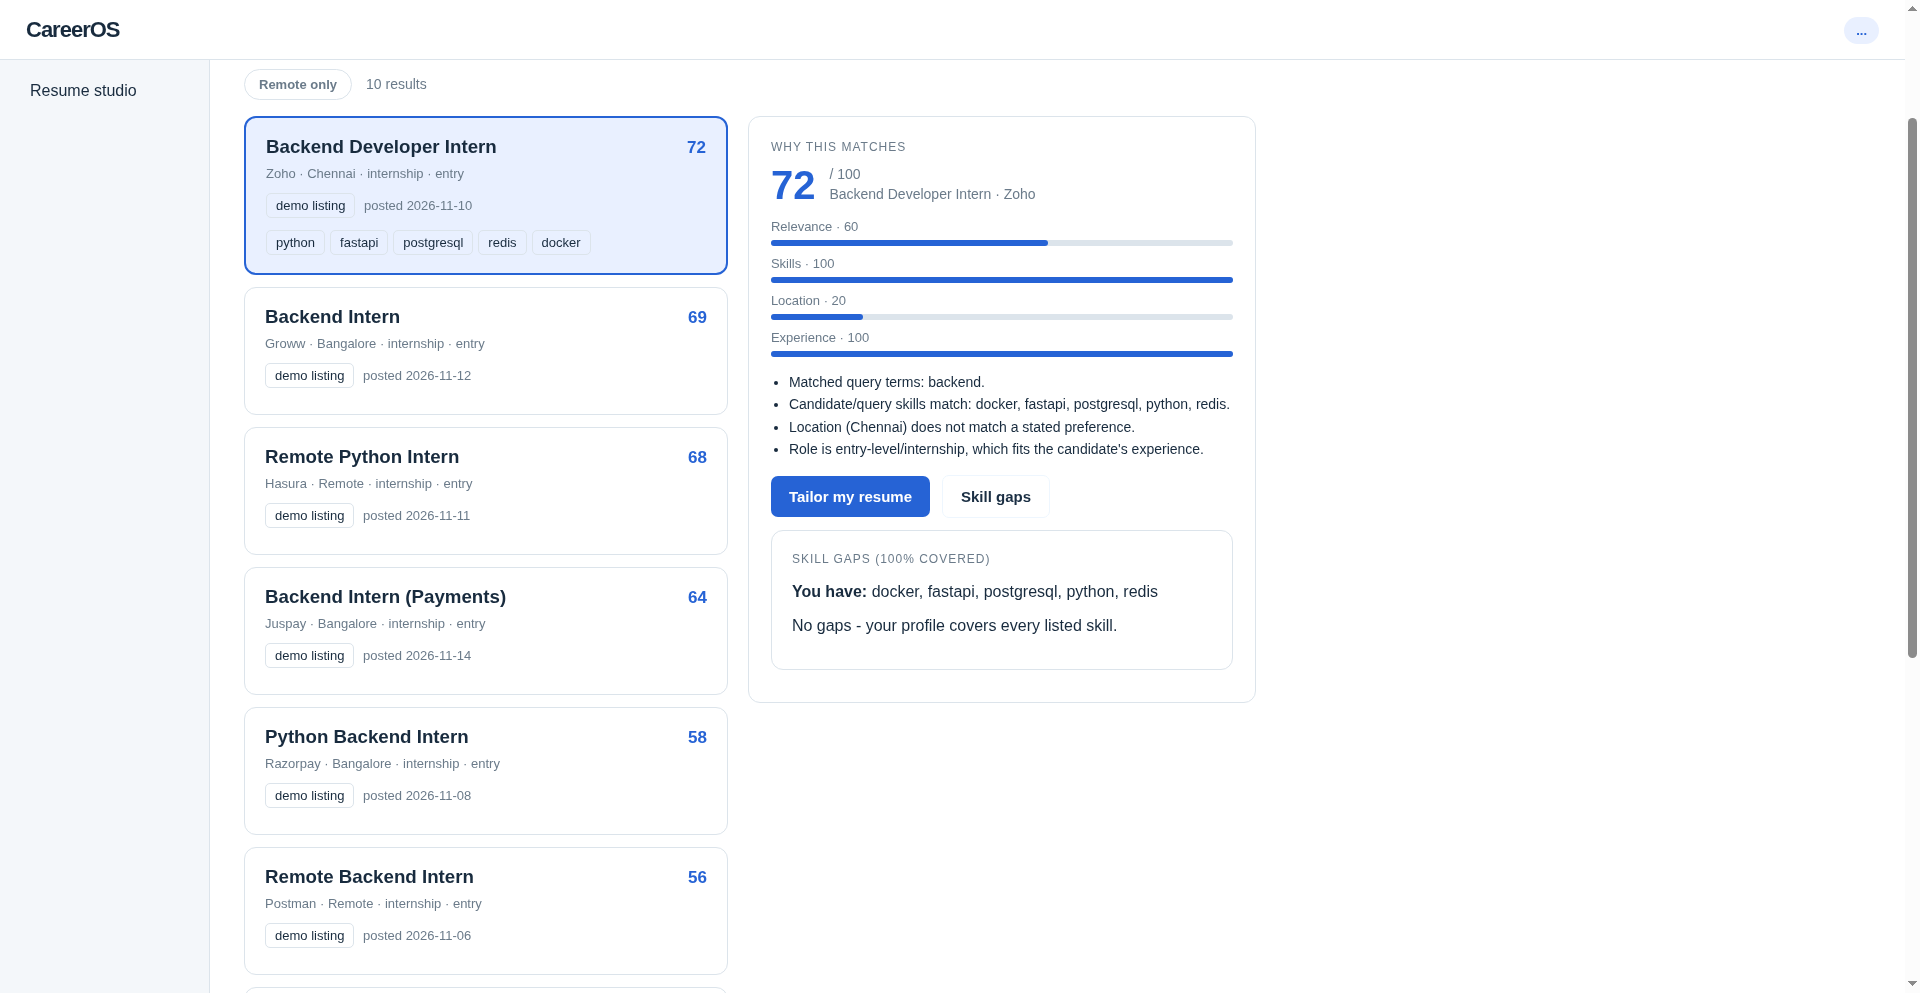 CareerOS
...
Resume studio
Remote only
10 results
Backend Developer Intern
72
Zoho · Chennai · internship · entry
demo listing
posted 2026-11-10
python
fastapi
postgresql
redis
docker
Backend Intern
69
Groww · Bangalore · internship · entry
demo listing
posted 2026-11-12
Remote Python Intern
68
Hasura · Remote · internship · entry
demo listing
posted 2026-11-11
Backend Intern (Payments)
64
Juspay · Bangalore · internship · entry
demo listing
posted 2026-11-14
Python Backend Intern
58
Razorpay · Bangalore · internship · entry
demo listing
posted 2026-11-08
Remote Backend Intern
56
Postman · Remote · internship · entry
demo listing
posted 2026-11-06
WHY THIS MATCHES
72
/ 100
Backend Developer Intern · Zoho
Relevance · 60
Skills · 100
Location · 20
Experience · 100
• Matched query terms: backend.
• Candidate/query skills match: docker, fastapi, postgresql, python, redis.
• Location (Chennai) does not match a stated preference.
• Role is entry-level/internship, which fits the candidate's experience.
Tailor my resume
Skill gaps
SKILL GAPS (100% COVERED)
You have: docker, fastapi, postgresql, python, redis
No gaps - your profile covers every listed skill.